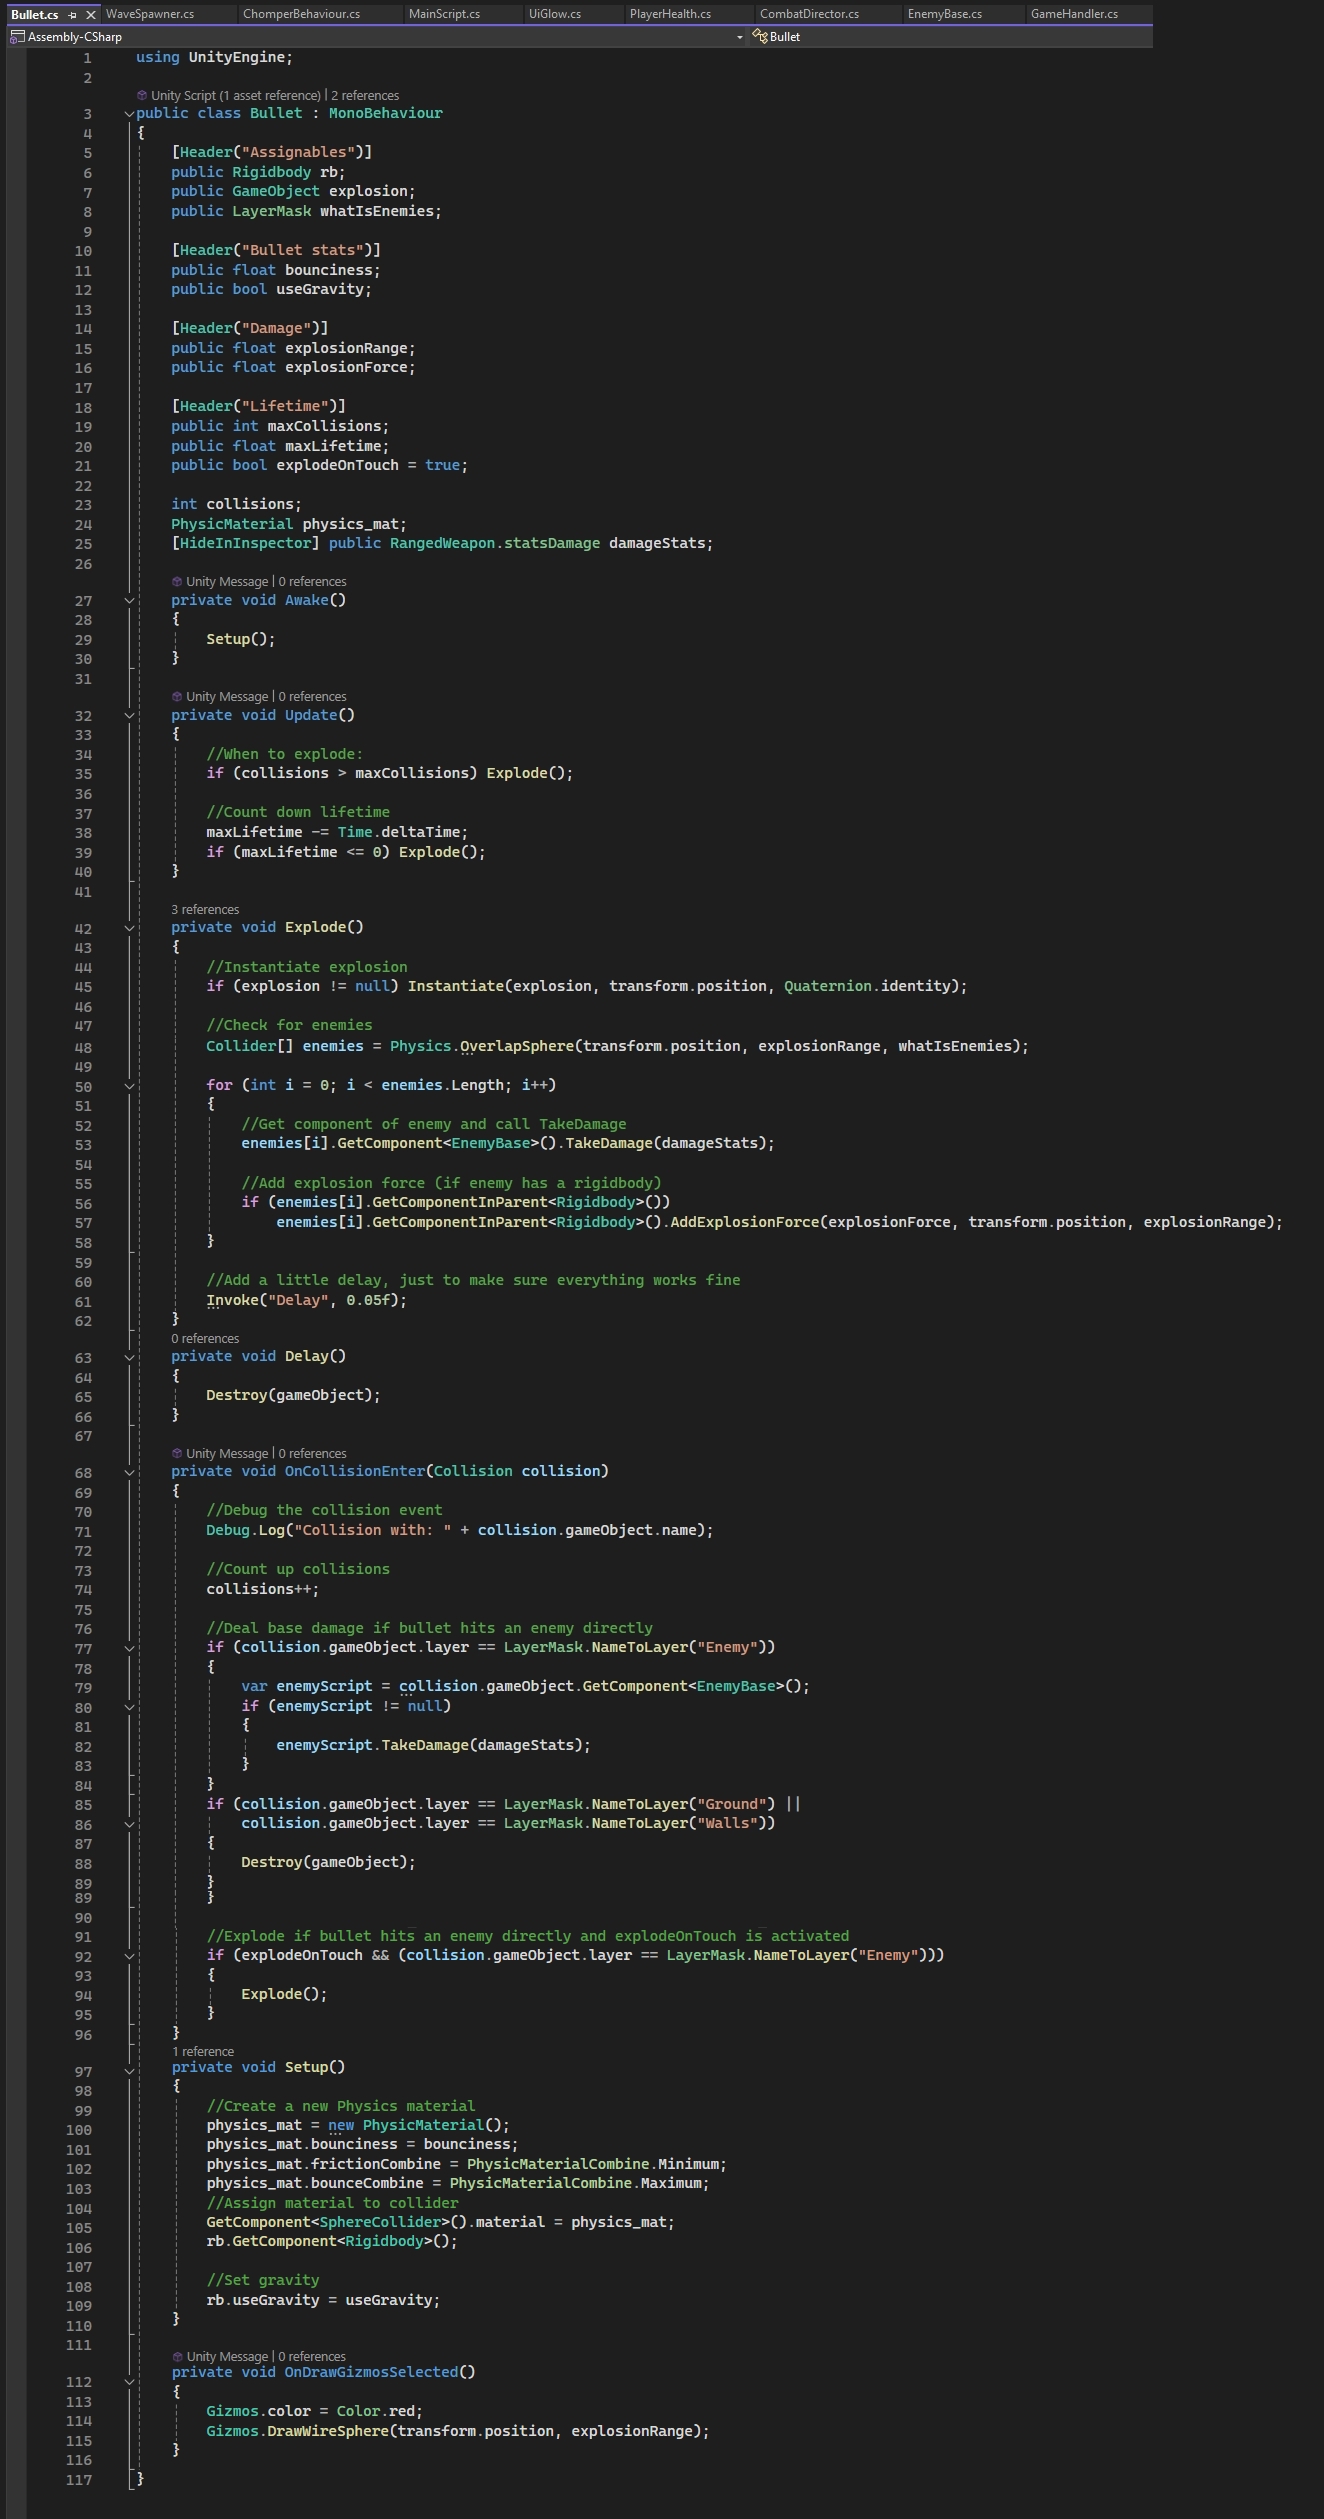 Bullet.cs WaveSpawner.cs ChomperBehaviour.cs MainScript.cs UiGlow.cs PlayerHealth.cs CombatDirector.cs EnemyBase.cs GameHandler.cs
Assembly-CSharp Bullet
1 using UnityEngine;
2
Unity Script (1 asset reference) | 2 references
3 public class Bullet : MonoBehaviour
4 {
5 [Header("Assignables")]
6 public Rigidbody rb;
7 public GameObject explosion;
8 public LayerMask whatIsEnemies;
9
10 [Header("Bullet stats")]
11 public float bounciness;
12 public bool useGravity;
13
14 [Header("Damage")]
15 public float explosionRange;
16 public float explosionForce;
17
18 [Header("Lifetime")]
19 public int maxCollisions;
20 public float maxLifetime;
21 public bool explodeOnTouch = true;
22
23 int collisions;
24 PhysicMaterial physics_mat;
25 [HideInInspector] public RangedWeapon.statsDamage damageStats;
26
Unity Message | 0 references
27 private void Awake()
28 {
29 Setup();
30 }
31
Unity Message | 0 references
32 private void Update()
33 {
34 //When to explode:
35 if (collisions > maxCollisions) Explode();
36
37 //Count down lifetime
38 maxLifetime -= Time.deltaTime;
39 if (maxLifetime <= 0) Explode();
40 }
41
3 references
42 private void Explode()
43 {
44 //Instantiate explosion
45 if (explosion != null) Instantiate(explosion, transform.position, Quaternion.identity);
46
47 //Check for enemies
48 Collider[] enemies = Physics.OverlapSphere(transform.position, explosionRange, whatIsEnemies);
49
50 for (int i = 0; i < enemies.Length; i++)
51 {
52 //Get component of enemy and call TakeDamage
53 enemies[i].GetComponent<EnemyBase>().TakeDamage(damageStats);
54
55 //Add explosion force (if enemy has a rigidbody)
56 if (enemies[i].GetComponentInParent<Rigidbody>())
57 enemies[i].GetComponentInParent<Rigidbody>().AddExplosionForce(explosionForce, transform.position, explosionRange);
58 }
59
60 //Add a little delay, just to make sure everything works fine
61 Invoke("Delay", 0.05f);
62 }
0 references
63 private void Delay()
64 {
65 Destroy(gameObject);
66 }
67
Unity Message | 0 references
68 private void OnCollisionEnter(Collision collision)
69 {
70 //Debug the collision event
71 Debug.Log("Collision with: " + collision.gameObject.name);
72
73 //Count up collisions
74 collisions++;
75
76 //Deal base damage if bullet hits an enemy directly
77 if (collision.gameObject.layer == LayerMask.NameToLayer("Enemy"))
78 {
79 var enemyScript = collision.gameObject.GetComponent<EnemyBase>();
80 if (enemyScript != null)
81 {
82 enemyScript.TakeDamage(damageStats);
83 }
84 }
85 if (collision.gameObject.layer == LayerMask.NameToLayer("Ground") ||
86 collision.gameObject.layer == LayerMask.NameToLayer("Walls"))
87 {
88 Destroy(gameObject);
89 }
89 }
90
91 //Explode if bullet hits an enemy directly and explodeOnTouch is activated
92 if (explodeOnTouch && (collision.gameObject.layer == LayerMask.NameToLayer("Enemy")))
93 {
94 Explode();
95 }
96 }
1 reference
97 private void Setup()
98 {
99 //Create a new Physics material
100 physics_mat = new PhysicMaterial();
101 physics_mat.bounciness = bounciness;
102 physics_mat.frictionCombine = PhysicMaterialCombine.Minimum;
103 physics_mat.bounceCombine = PhysicMaterialCombine.Maximum;
104 //Assign material to collider
105 GetComponent<SphereCollider>().material = physics_mat;
106 rb.GetComponent<Rigidbody>();
107
108 //Set gravity
109 rb.useGravity = useGravity;
110 }
111
Unity Message | 0 references
112 private void OnDrawGizmosSelected()
113 {
114 Gizmos.color = Color.red;
115 Gizmos.DrawWireSphere(transform.position, explosionRange);
116 }
117 }